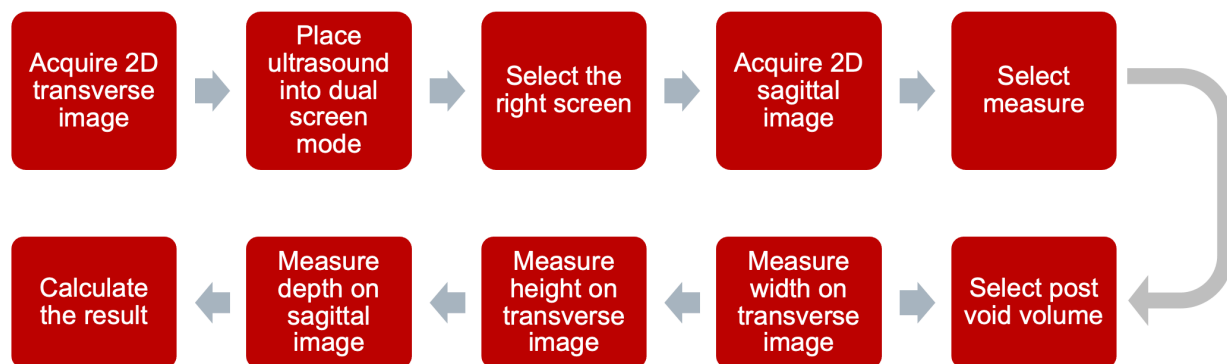 Acquire 2D
transverse
image
Place
ultrasound
into dual
screen
mode
Select the
right screen
Acquire 2D
sagittal
image
Select
measure
Calculate
the result
Measure
depth on
sagittal
image
Measure
height on
transverse
image
Measure
width on
transverse
image
Select post
void volume